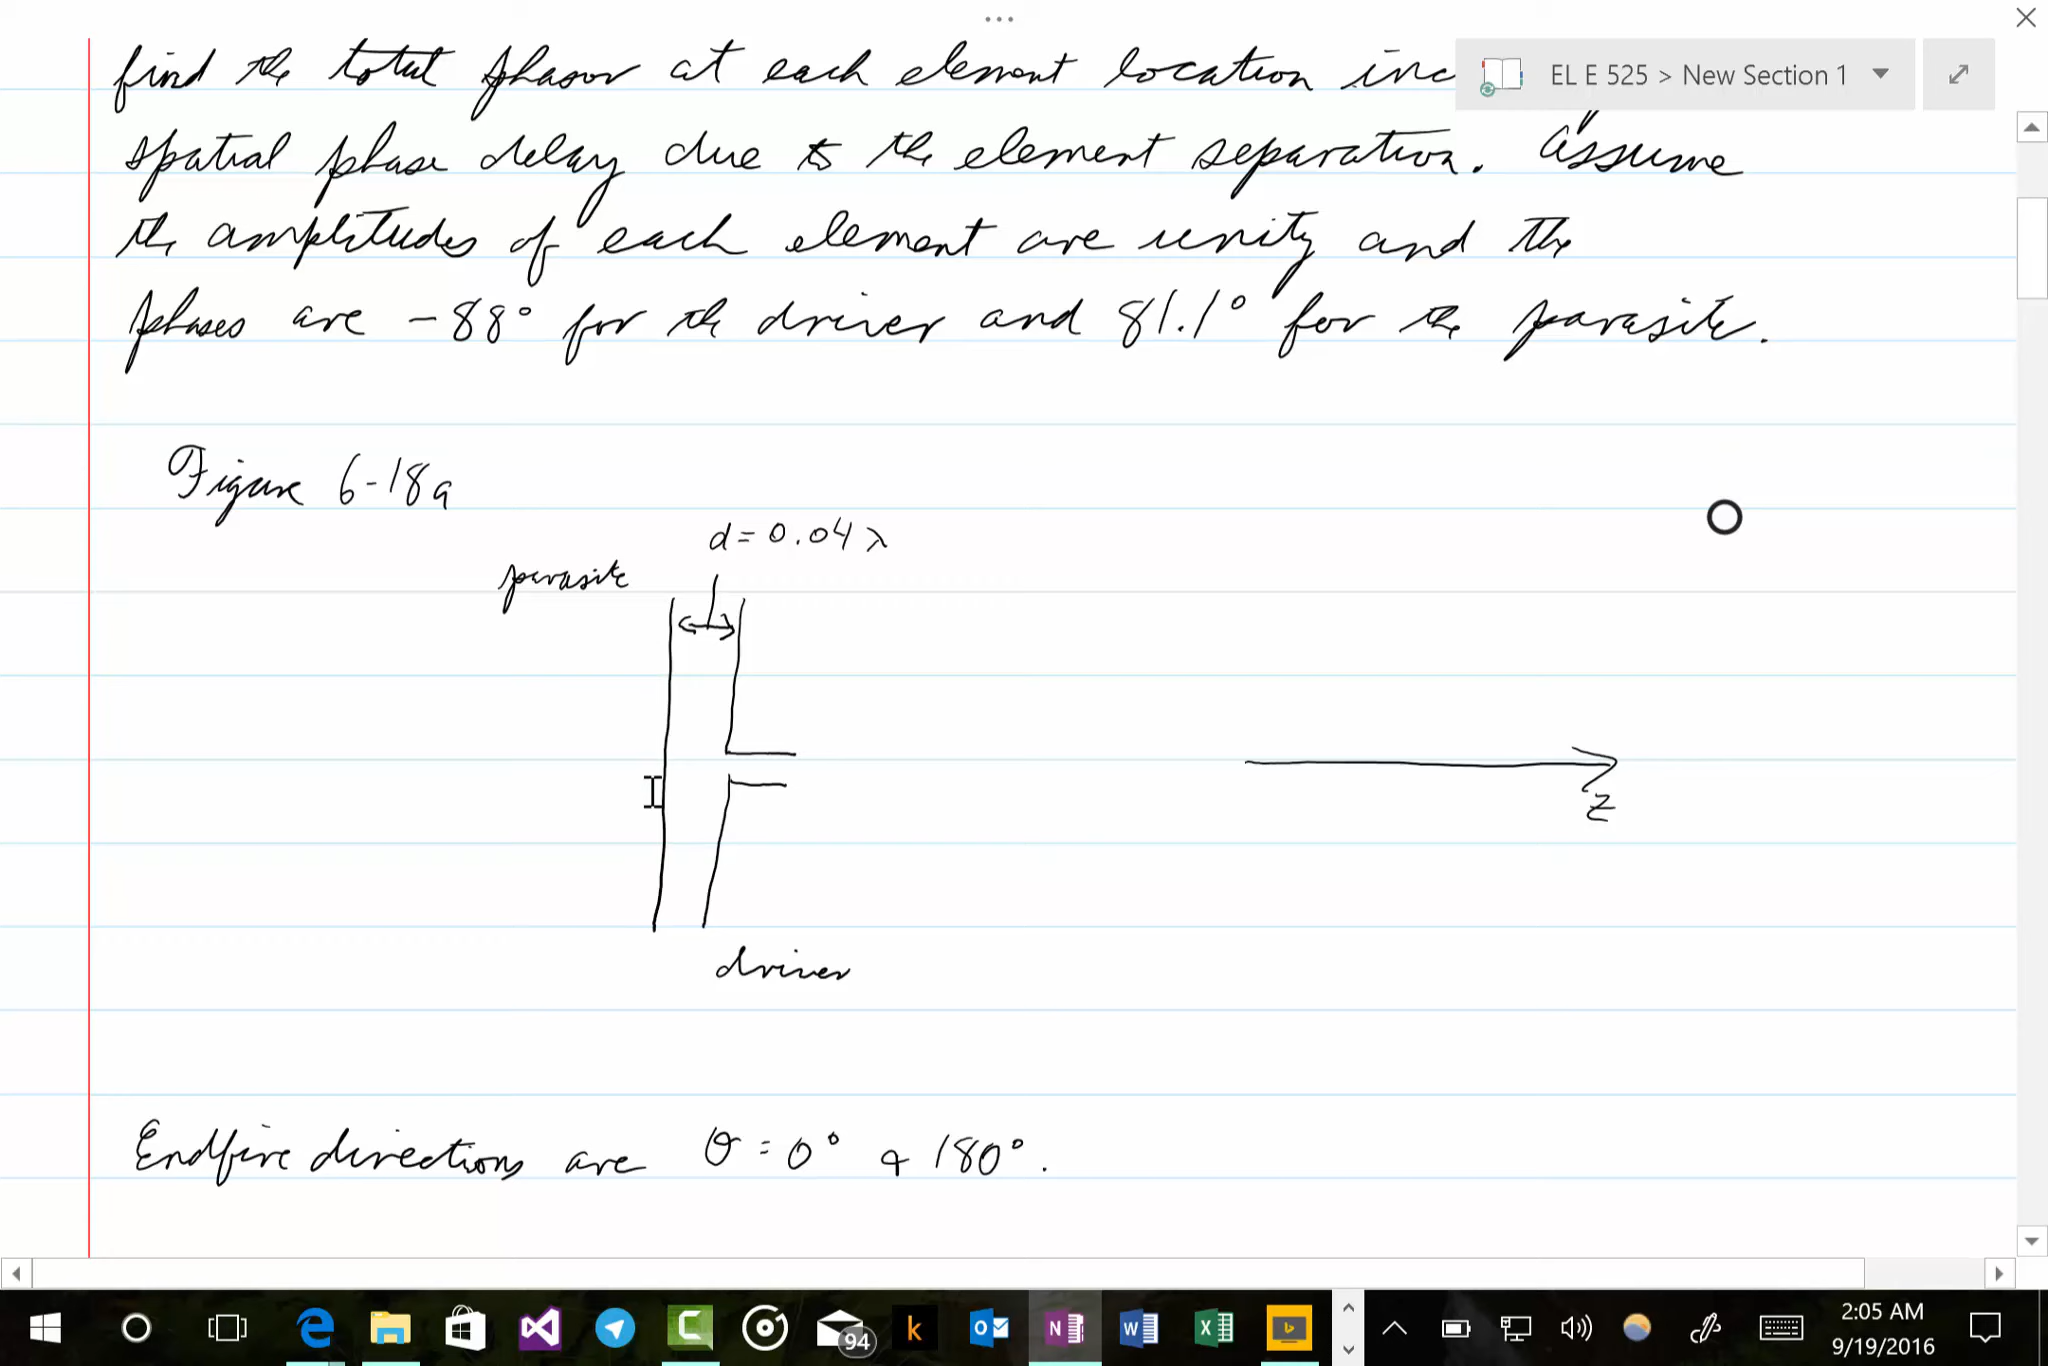 find the total phasor at each element location inc
EL E 525 > New Section 1
spatial phase delay due to the element separation. Assume
the amplitudes of each element are unity and the
phases are -88° for the driver and 81.1° for the parasite.
Figure 6-18a
d = 0.04 λ
parasite
z
driver
Endfire directions are θ = 0° & 180°.
94
2:05 AM
9/19/2016